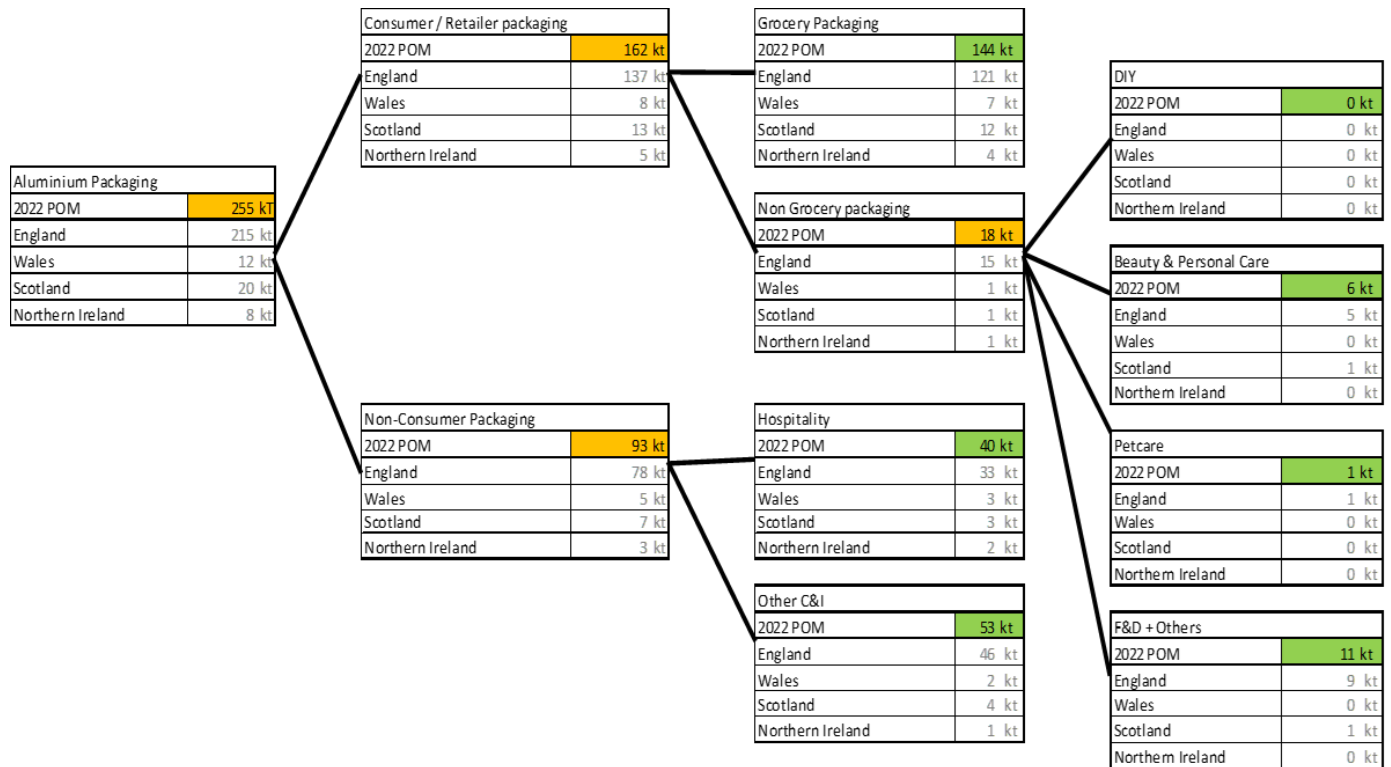 Aluminium Packaging
2022 POM 255 kT
England 215 kt
Wales 12 kt
Scotland 20 kt
Northern Ireland 8 kt
Consumer / Retailer packaging
2022 POM 162 kt
England 137 kt
Wales 8 kt
Scotland 13 kt
Northern Ireland 5 kt
Non-Consumer Packaging
2022 POM 93 kt
England 78 kt
Wales 5 kt
Scotland 7 kt
Northern Ireland 3 kt
Grocery Packaging
2022 POM 144 kt
England 121 kt
Wales 7 kt
Scotland 12 kt
Northern Ireland 4 kt
Non Grocery packaging
2022 POM 18 kt
England 15 kt
Wales 1 kt
Scotland 1 kt
Northern Ireland 1 kt
Hospitality
2022 POM 40 kt
England 33 kt
Wales 3 kt
Scotland 3 kt
Northern Ireland 2 kt
Other C&I
2022 POM 53 kt
England 46 kt
Wales 2 kt
Scotland 4 kt
Northern Ireland 1 kt
DIY
2022 POM 0 kt
England 0 kt
Wales 0 kt
Scotland 0 kt
Northern Ireland 0 kt
Beauty & Personal Care
2022 POM 6 kt
England 5 kt
Wales 0 kt
Scotland 1 kt
Northern Ireland 0 kt
Petcare
2022 POM 1 kt
England 1 kt
Wales 0 kt
Scotland 0 kt
Northern Ireland 0 kt
F&D + Others
2022 POM 11 kt
England 9 kt
Wales 0 kt
Scotland 1 kt
Northern Ireland 0 kt